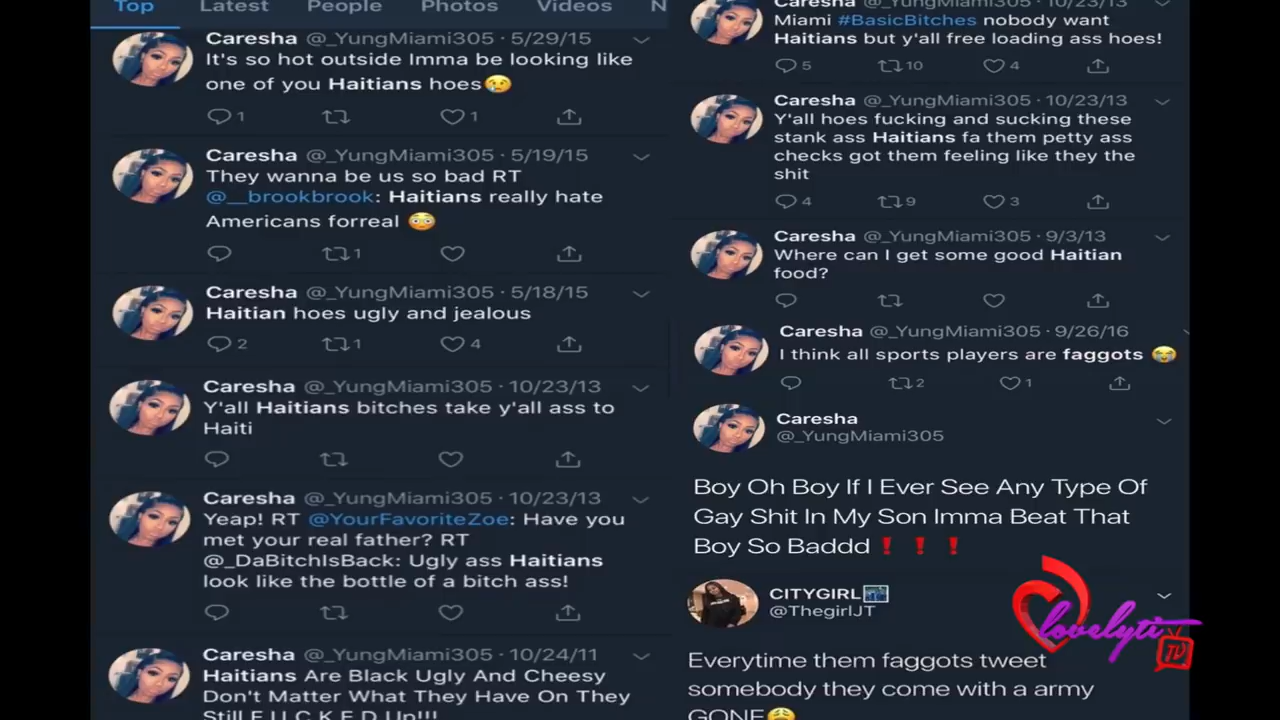 Top Latest People Photos Videos N
Caresha @_YungMiami305 · 5/29/15
It's so hot outside Imma be looking like
one of you Haitians hoes😢
1 1
Caresha @_YungMiami305 · 5/19/15
They wanna be us so bad RT
@__brookbrook: Haitians really hate
Americans forreal 😳
1
Caresha @_YungMiami305 · 5/18/15
Haitian hoes ugly and jealous
2 1 4
Caresha @_YungMiami305 · 10/23/13
Y'all Haitians bitches take y'all ass to
Haiti
Caresha @_YungMiami305 · 10/23/13
Yeap! RT @YourFavoriteZoe: Have you
met your real father? RT
@_DaBitchIsBack: Ugly ass Haitians
look like the bottle of a bitch ass!
Caresha @_YungMiami305 · 10/24/11
Haitians Are Black Ugly And Cheesy
Don't Matter What They Have On They
Still F U C K E D Up!!!
Caresha @_YungMiami305 · 10/23/13
Miami #BasicBitches nobody want
Haitians but y'all free loading ass hoes!
5 10 4
Caresha @_YungMiami305 · 10/23/13
Y'all hoes fucking and sucking these
stank ass Haitians fa them petty ass
checks got them feeling like they the
shit
4 9 3
Caresha @_YungMiami305 · 9/3/13
Where can I get some good Haitian
food?
Caresha @_YungMiami305 · 9/26/16
I think all sports players are faggots 😭
2 1
Caresha
@_YungMiami305
Boy Oh Boy If I Ever See Any Type Of
Gay Shit In My Son Imma Beat That
Boy So Baddd ❗❗❗
CITYGIRL🌃
@ThegirlJT
Everytime them faggots tweet
somebody they come with a army
GONE😩
lovelyti
TV